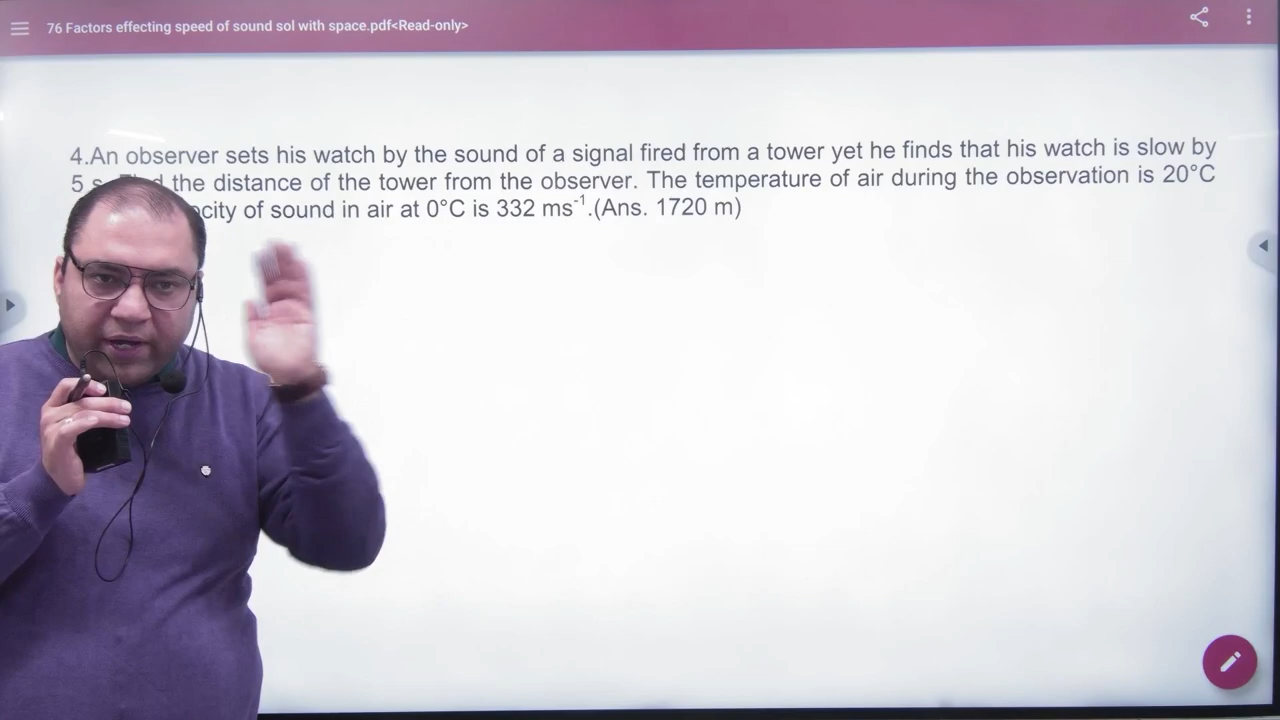 76 Factors effecting speed of sound sol with space.pdf<Read-only>
4.An observer sets his watch by the sound of a signal fired from a tower yet he finds that his watch is slow by
5 the distance of the tower from the observer. The temperature of air during the observation is 20°C
of sound in air at 0°C is 332 ms⁻¹.(Ans. 1720 m)